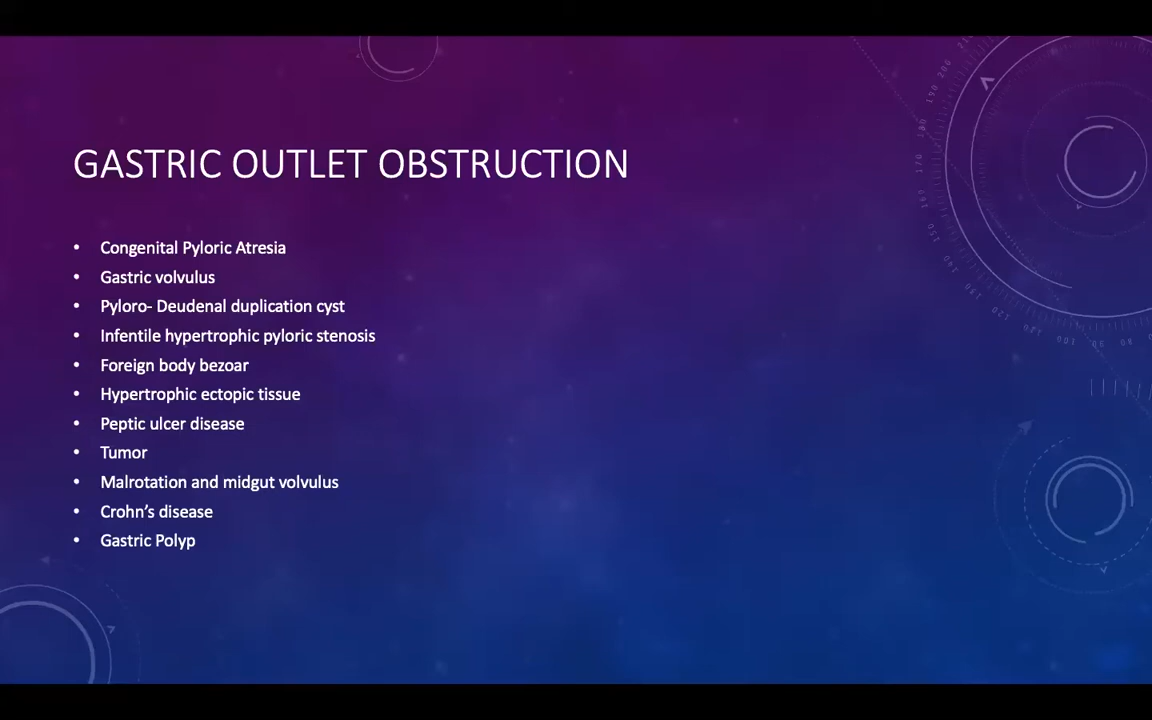 GASTRIC OUTLET OBSTRUCTION
• Congenital Pyloric Atresia
• Gastric volvulus
• Pyloro- Deudenal duplication cyst
• Infentile hypertrophic pyloric stenosis
• Foreign body bezoar
• Hypertrophic ectopic tissue
• Peptic ulcer disease
• Tumor
• Malrotation and midgut volvulus
• Crohn's disease
• Gastric Polyp